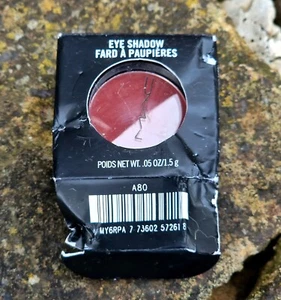 EYE SHADOW
FARD À PAUPIÈRES
POIDS NET WT. .05 OZ/1.5 g
A80
MY6RPA 7 73602 57261 8